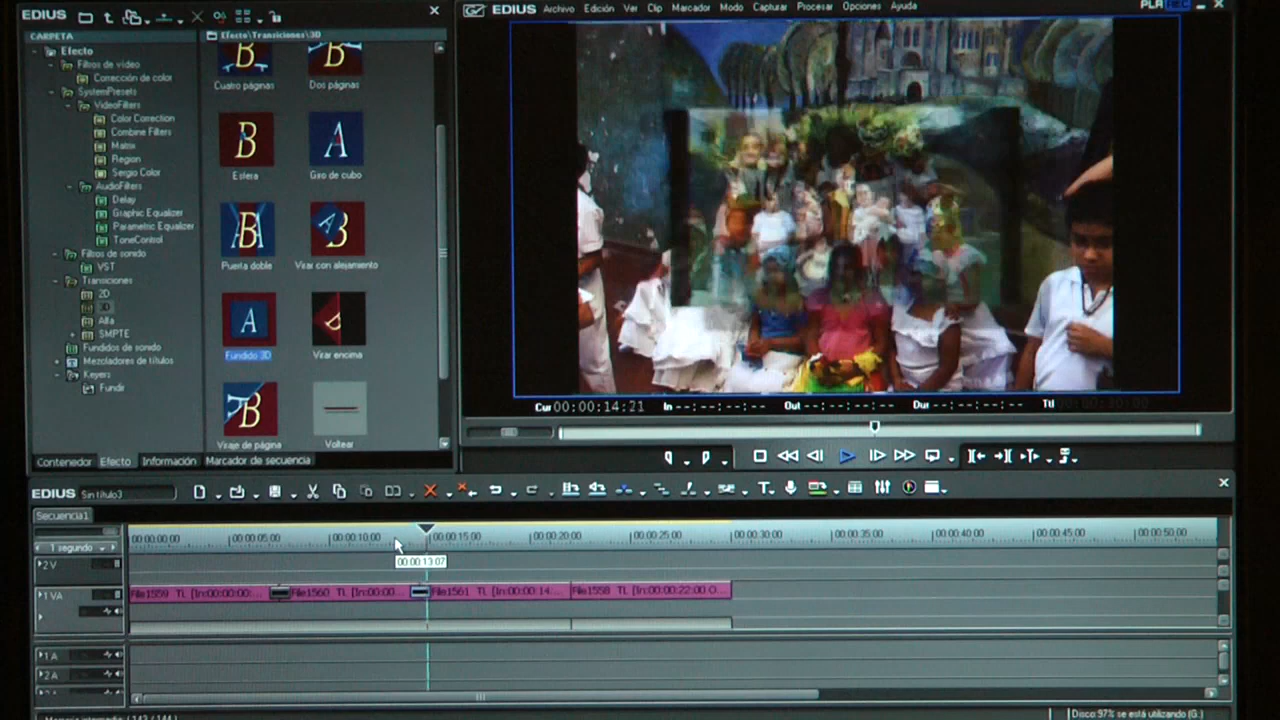 EDIUS Archivo Edición Ver Clip Marcador Modo Capturar Procesar Opciones Ayuda
PLR REC
CARPETA
Efecto\Transiciones\3D
Efecto
Filtros de vídeo
Corrección de color
SystemPresets
VideoFilters
Color Correction
Combine Filters
Matrix
Region
Sergio Color
AudioFilters
Delay
Graphic Equalizer
Parametric Equalizer
ToneControl
Filtros de sonido
VST
Transiciones
2D
3D
Alfa
SMPTE
Fundidos de sonido
Mezcladores de títulos
Keyers
Fundir
Cuatro páginas
Dos páginas
Esfera
Giro de cubo
Puerta doble
Virar con alejamiento
Fundido 3D
Virar encima
Viraje de página
Voltear
Contenedor Efecto Información Marcador de secuencia
Cur 00:00:14:21 In --:--:--:-- Out --:--:--:-- Dur --:--:--:-- Ttl 00:00:30:00
EDIUS Sin título3
Secuencia1
1 segundo
00:00:00:00 00:00:05:00 00:00:10:00 00:00:15:00 00:00:20:00 00:00:25:00 00:00:30:00 00:00:35:00 00:00:40:00 00:00:45:00 00:00:50:00
00:00:13:07
2 V
1 VA
File1559 TL [In:00:00:00:... File1560 TL [In:00:00... File1561 TL [In:00:00:14... File1558 TL [In:00:00:22:00 O...
1 A
2 A
Disco:97% se está utilizando (G:)